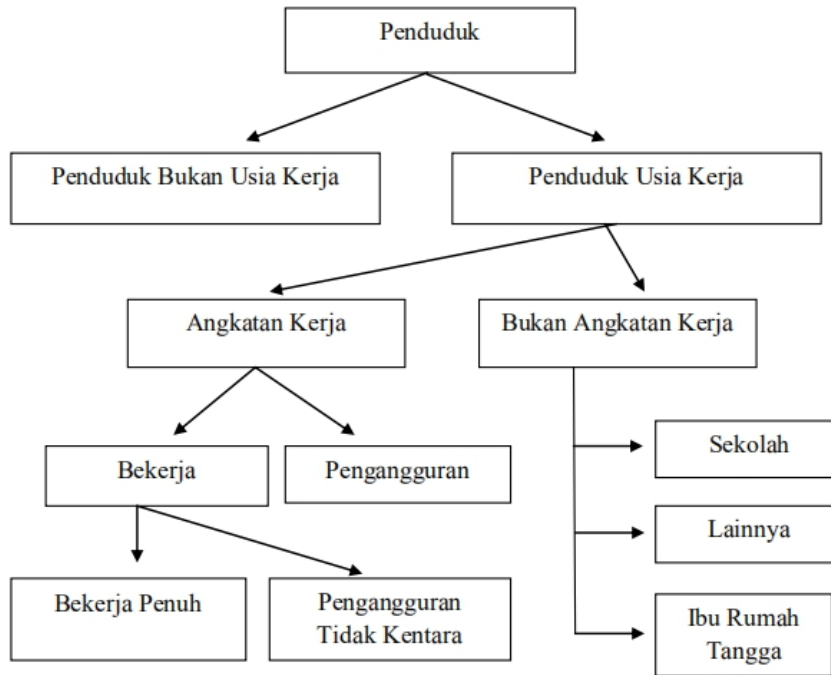 Penduduk
Penduduk Bukan Usia Kerja
Penduduk Usia Kerja
Angkatan Kerja
Bukan Angkatan Kerja
Bekerja
Pengangguran
Sekolah
Lainnya
Bekerja Penuh
Pengangguran
Tidak Kentara
Ibu Rumah
Tangga